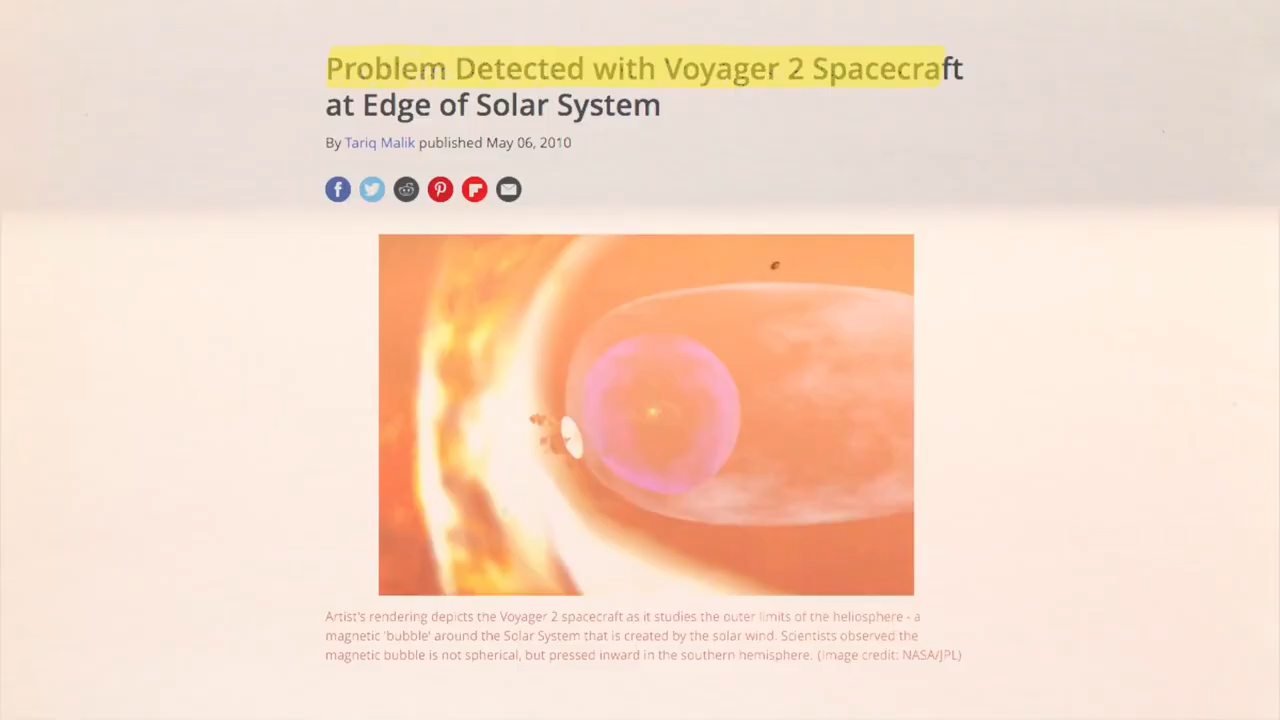 Problem Detected with Voyager 2 Spacecraft
at Edge of Solar System
By Tariq Malik published May 06, 2010
Artist's rendering depicts the Voyager 2 spacecraft as it studies the outer limits of the heliosphere - a
magnetic 'bubble' around the Solar System that is created by the solar wind. Scientists observed the
magnetic bubble is not spherical, but pressed inward in the southern hemisphere. (Image credit: NASA/JPL)